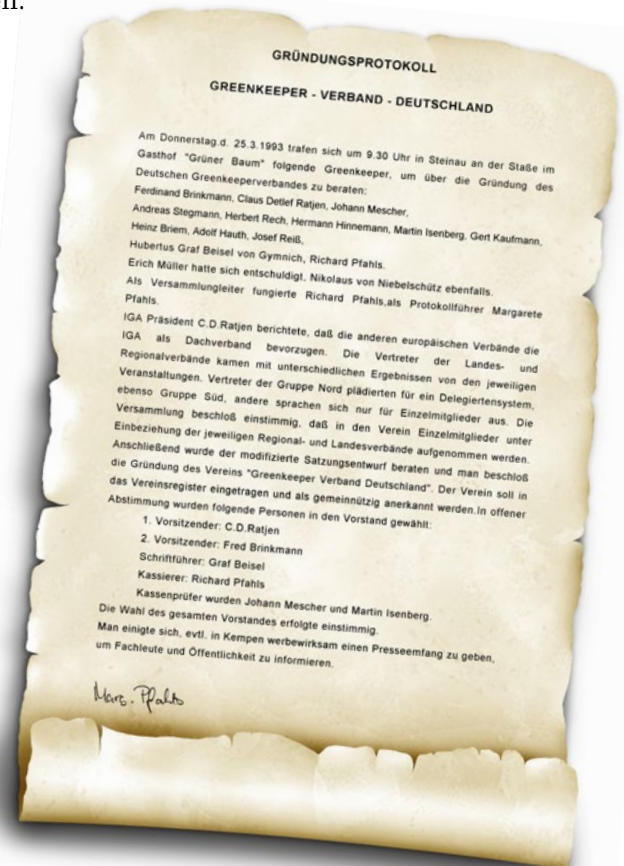 GRÜNDUNGSPROTOKOLL
GREENKEEPER - VERBAND - DEUTSCHLAND
Am Donnerstag.d. 25.3.1993 trafen sich um 9.30 Uhr in Steinau an der Staße im
Gasthof "Grüner Baum" folgende Greenkeeper, um über die Gründung des
Deutschen Greenkeeperverbandes zu beraten:
Ferdinand Brinkmann, Claus Detlef Ratjen, Johann Mescher,
Andreas Stegmann, Herbert Rech, Hermann Hinnemann, Martin Isenberg, Gert Kaufmann,
Heinz Briem, Adolf Hauth, Josef Reiß,
Hubertus Graf Beisel von Gymnich, Richard Pfahls.
Erich Müller hatte sich entschuldigt, Nikolaus von Niebelschütz ebenfalls.
Als Versammlungleiter fungierte Richard Pfahls,als Protokollführer Margarete
Pfahls.
IGA Präsident C.D.Ratjen berichtete, daß die anderen europäischen Verbände die
IGA als Dachverband bevorzugen. Die Vertreter der Landes- und
Regionalverbände kamen mit unterschiedlichen Ergebnissen von den jeweiligen
Veranstaltungen. Vertreter der Gruppe Nord plädierten für ein Delegiertensystem,
ebenso Gruppe Süd, andere sprachen sich nur für Einzelmitglieder aus. Die
Versammlung beschloß einstimmig, daß in den Verein Einzelmitglieder unter
Einbeziehung der jeweiligen Regional- und Landesverbände aufgenommen werden.
Anschließend wurde der modifizierte Satzungsentwurf beraten und man beschloß
die Gründung des Vereins "Greenkeeper Verband Deutschland". Der Verein soll in
das Vereinsregister eingetragen und als gemeinnützig anerkannt werden.In offener
Abstimmung wurden folgende Personen in den Vorstand gewählt:
1. Vorsitzender: C.D.Ratjen
2. Vorsitzender: Fred Brinkmann
Schriftführer: Graf Beisel
Kassierer: Richard Pfahls
Kassenprüfer wurden Johann Mescher und Martin Isenberg.
Die Wahl des gesamten Vorstandes erfolgte einstimmig.
Man einigte sich, evtl. in Kempen werbewirksam einen Presseemfang zu geben,
um Fachleute und Öffentlichkeit zu informieren.
Marg. Pfahls